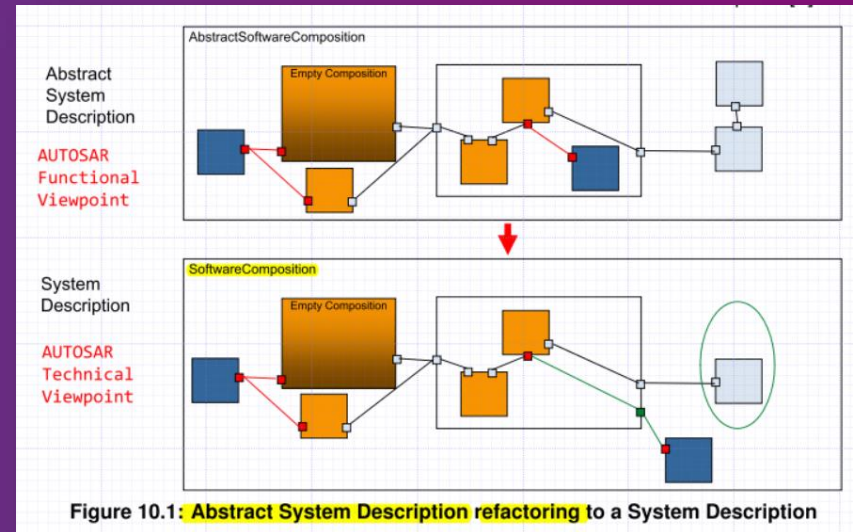 AbstractSoftwareComposition
Abstract
System
Description
AUTOSAR
Functional
Viewpoint
Empty Composition
SoftwareComposition
System
Description
AUTOSAR
Technical
Viewpoint
Empty Composition
Figure 10.1: Abstract System Description refactoring to a System Description